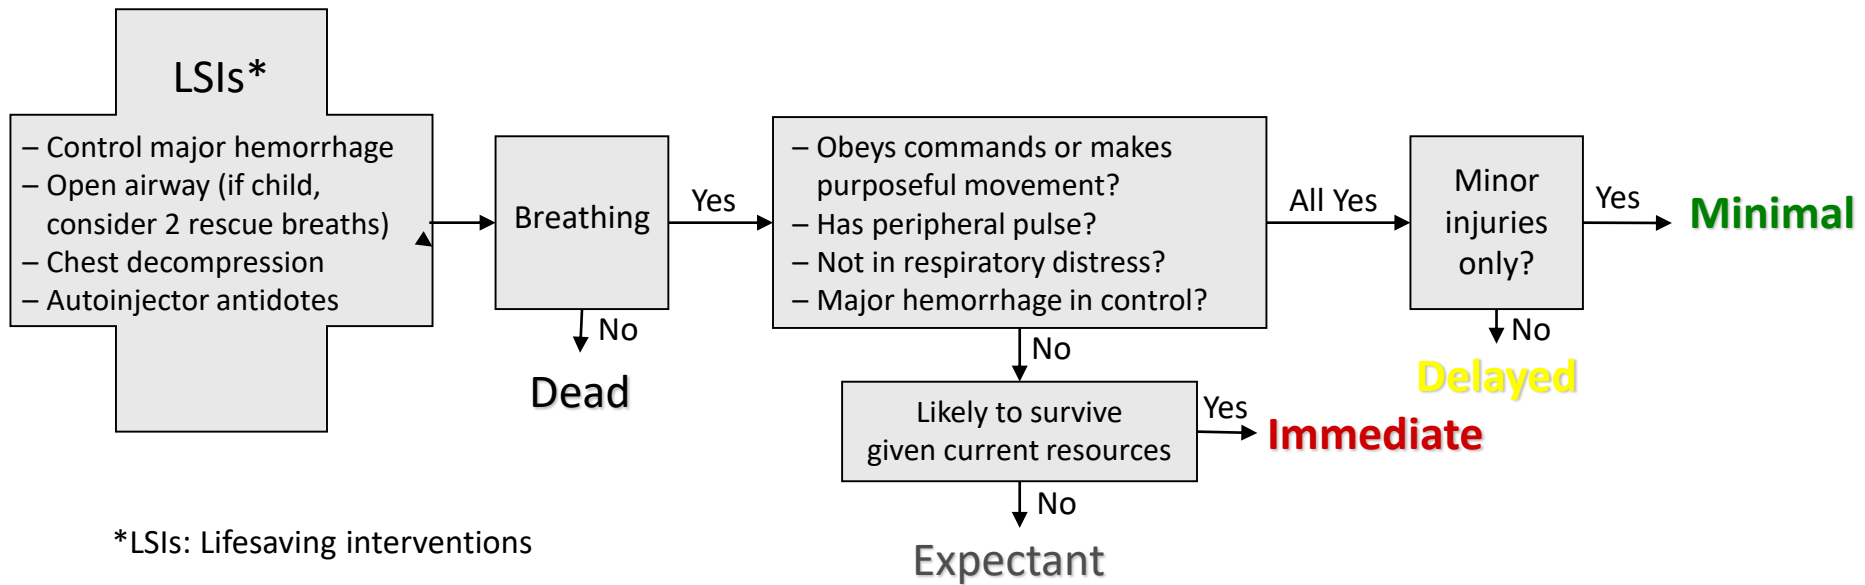 LSIs*
– Control major hemorrhage
– Open airway (if child,
consider 2 rescue breaths)
– Chest decompression
– Autoinjector antidotes
Breathing
Yes
No
Dead
– Obeys commands or makes
purposeful movement?
– Has peripheral pulse?
– Not in respiratory distress?
– Major hemorrhage in control?
All Yes
Minor
injuries
only?
Yes
Minimal
No
Delayed
No
Likely to survive
given current resources
Yes
Immediate
No
Expectant
*LSIs: Lifesaving interventions